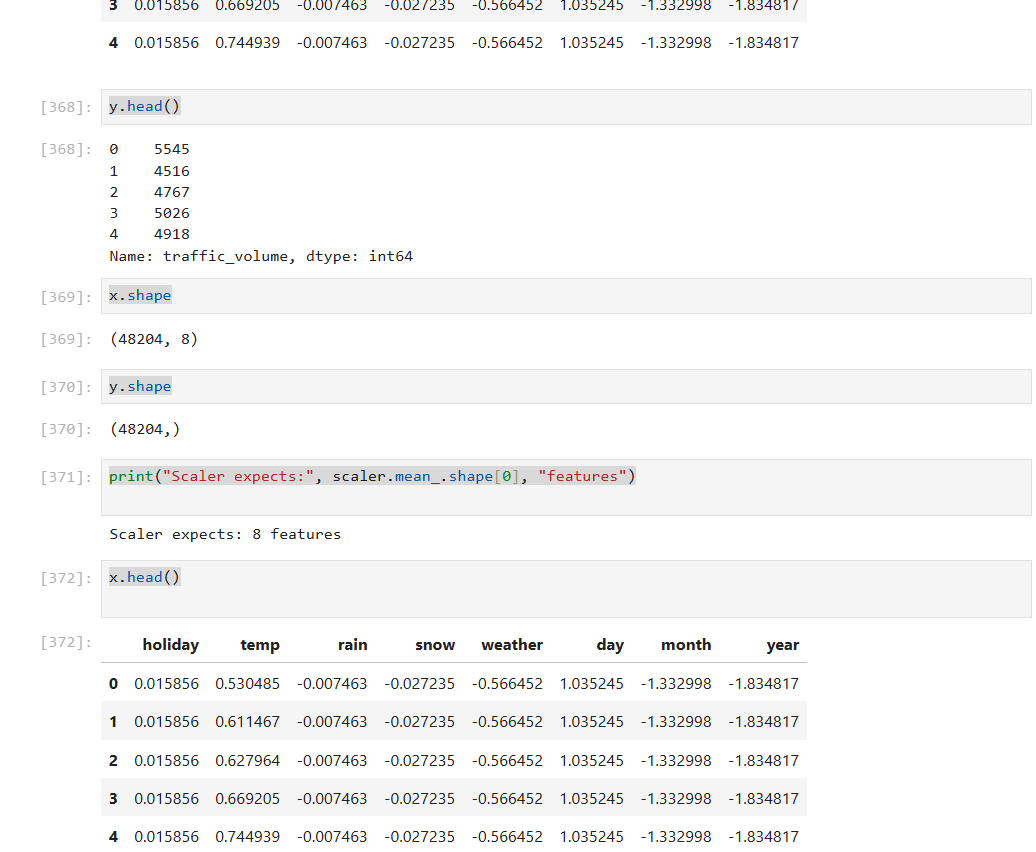 3 0.015856 0.669205 -0.007463 -0.027235 -0.566452 1.035245 -1.332998 -1.834817
4 0.015856 0.744939 -0.007463 -0.027235 -0.566452 1.035245 -1.332998 -1.834817
[368]: y.head()
[368]: 0 5545
1 4516
2 4767
3 5026
4 4918
Name: traffic_volume, dtype: int64
[369]: x.shape
[369]: (48204, 8)
[370]: y.shape
[370]: (48204,)
[371]: print("Scaler expects:", scaler.mean_.shape[0], "features")
Scaler expects: 8 features
[372]: x.head()
[372]: holiday temp rain snow weather day month year
0 0.015856 0.530485 -0.007463 -0.027235 -0.566452 1.035245 -1.332998 -1.834817
1 0.015856 0.611467 -0.007463 -0.027235 -0.566452 1.035245 -1.332998 -1.834817
2 0.015856 0.627964 -0.007463 -0.027235 -0.566452 1.035245 -1.332998 -1.834817
3 0.015856 0.669205 -0.007463 -0.027235 -0.566452 1.035245 -1.332998 -1.834817
4 0.015856 0.744939 -0.007463 -0.027235 -0.566452 1.035245 -1.332998 -1.834817